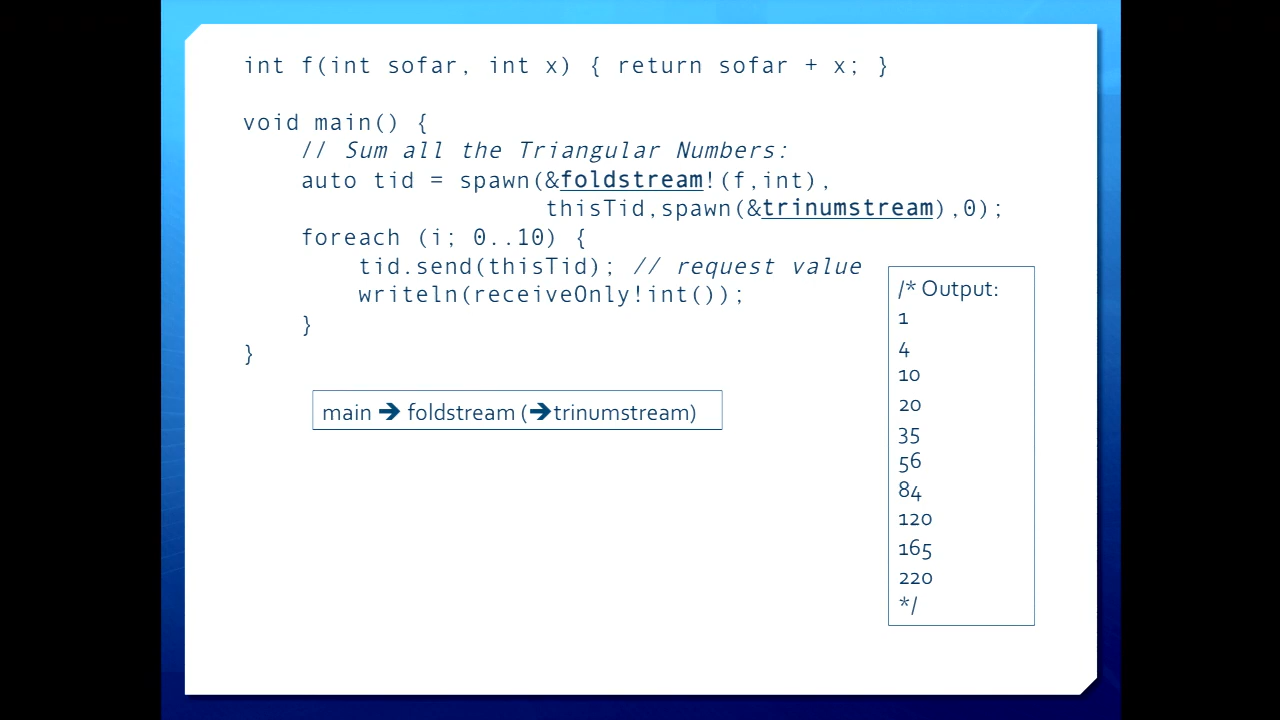 int f(int sofar, int x) { return sofar + x; }
void main() {
// Sum all the Triangular Numbers:
auto tid = spawn(&foldstream!(f,int),
thisTid,spawn(&trinumstream),0);
foreach (i; 0..10) {
tid.send(thisTid); // request value
writeln(receiveOnly!int());
}
}
main ➔ foldstream (➔trinumstream)
/* Output:
1
4
10
20
35
56
84
120
165
220
*/